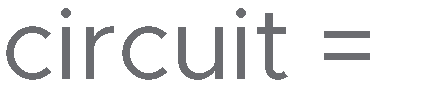 circuit =